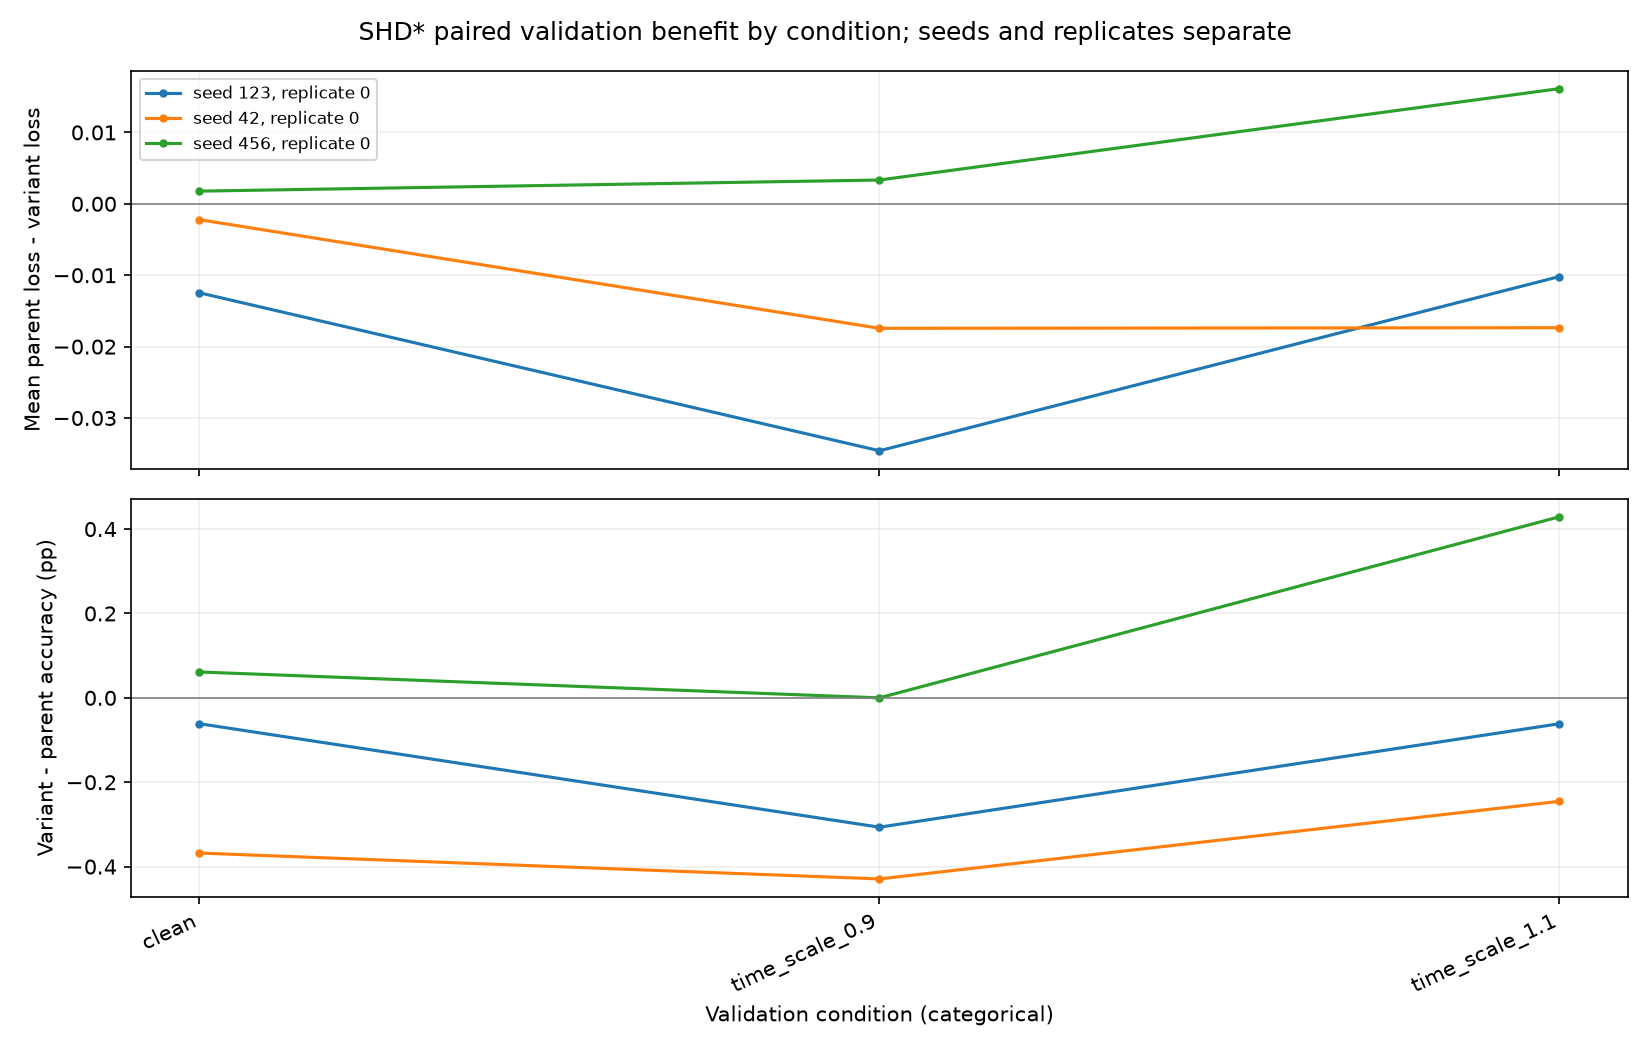 SHD* paired validation benefit by condition; seeds and replicates separate
Mean parent loss - variant loss
0.01
0.00
−0.01
−0.02
−0.03
seed 123, replicate 0
seed 42, replicate 0
seed 456, replicate 0
Variant - parent accuracy (pp)
0.4
0.2
0.0
−0.2
−0.4
clean
time_scale_0.9
time_scale_1.1
Validation condition (categorical)